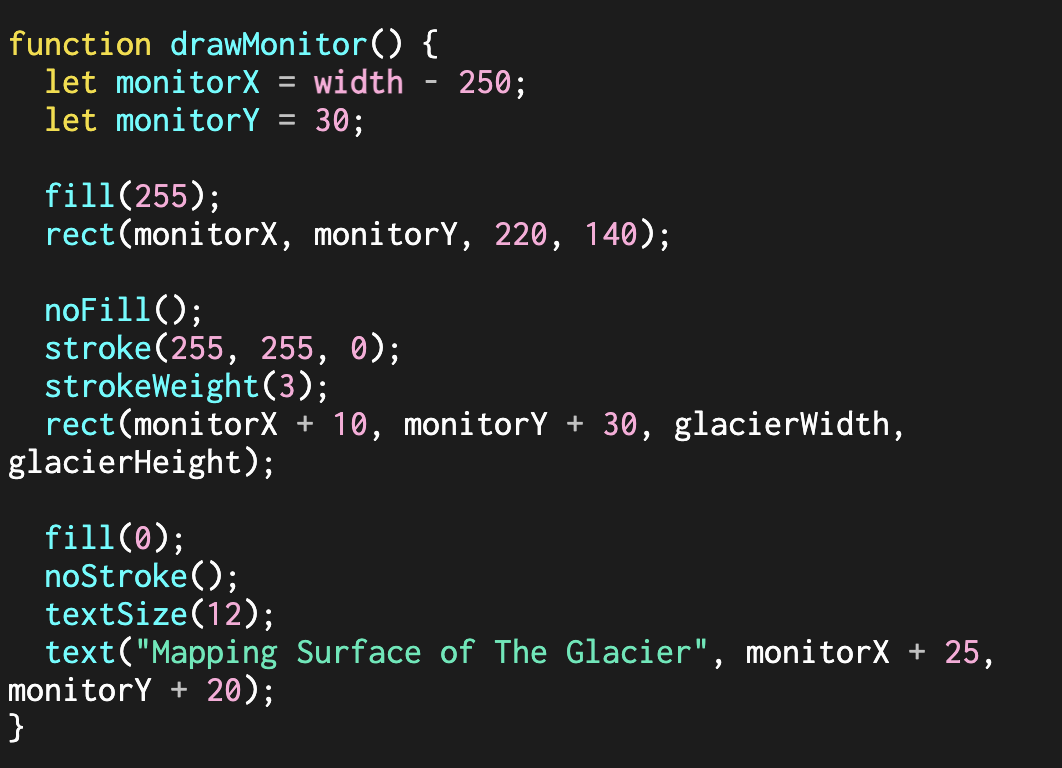 function drawMonitor() {
  let monitorX = width - 250;
  let monitorY = 30;

  fill(255);
  rect(monitorX, monitorY, 220, 140);

  noFill();
  stroke(255, 255, 0);
  strokeWeight(3);
  rect(monitorX + 10, monitorY + 30, glacierWidth,
glacierHeight);

  fill(0);
  noStroke();
  textSize(12);
  text("Mapping Surface of The Glacier", monitorX + 25,
monitorY + 20);
}